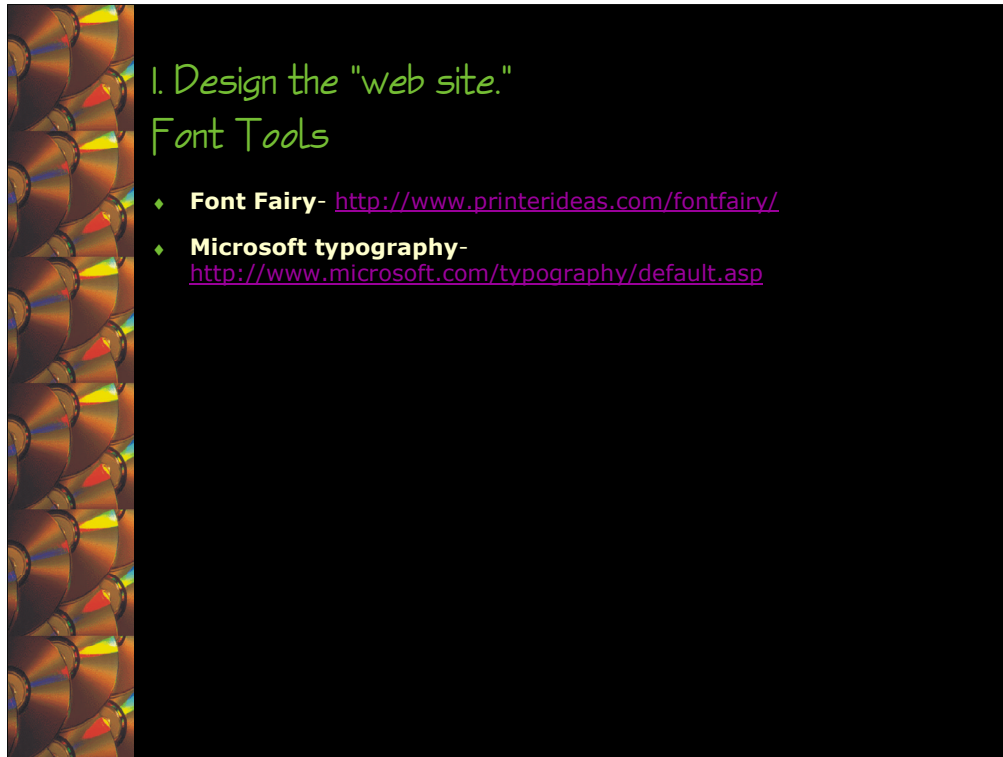 1. Design the "web site."
Font Tools
♦ Font Fairy- http://www.printerideas.com/fontfairy/
♦ Microsoft typography-
http://www.microsoft.com/typography/default.asp